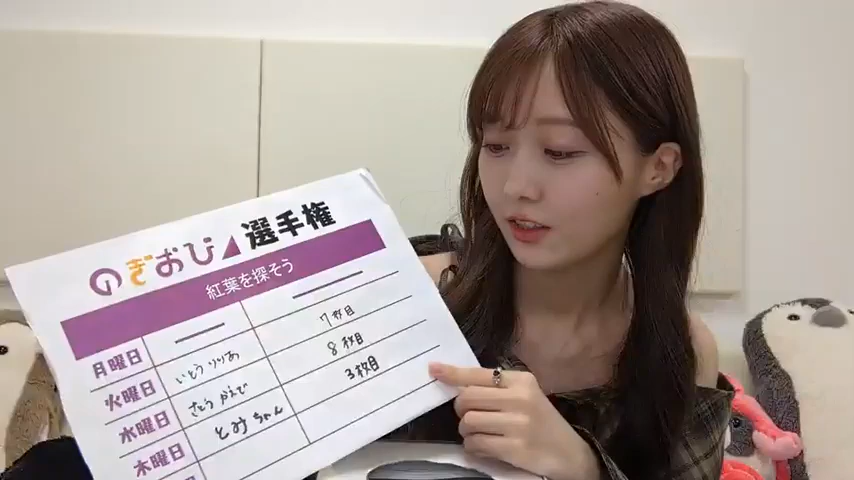 のぎおび 選手権
紅葉を探そう
月曜日 ー ー
火曜日 いとうりりあ 7枚目
水曜日 さとうかえで 8枚目
木曜日 とみちゃん 3枚目